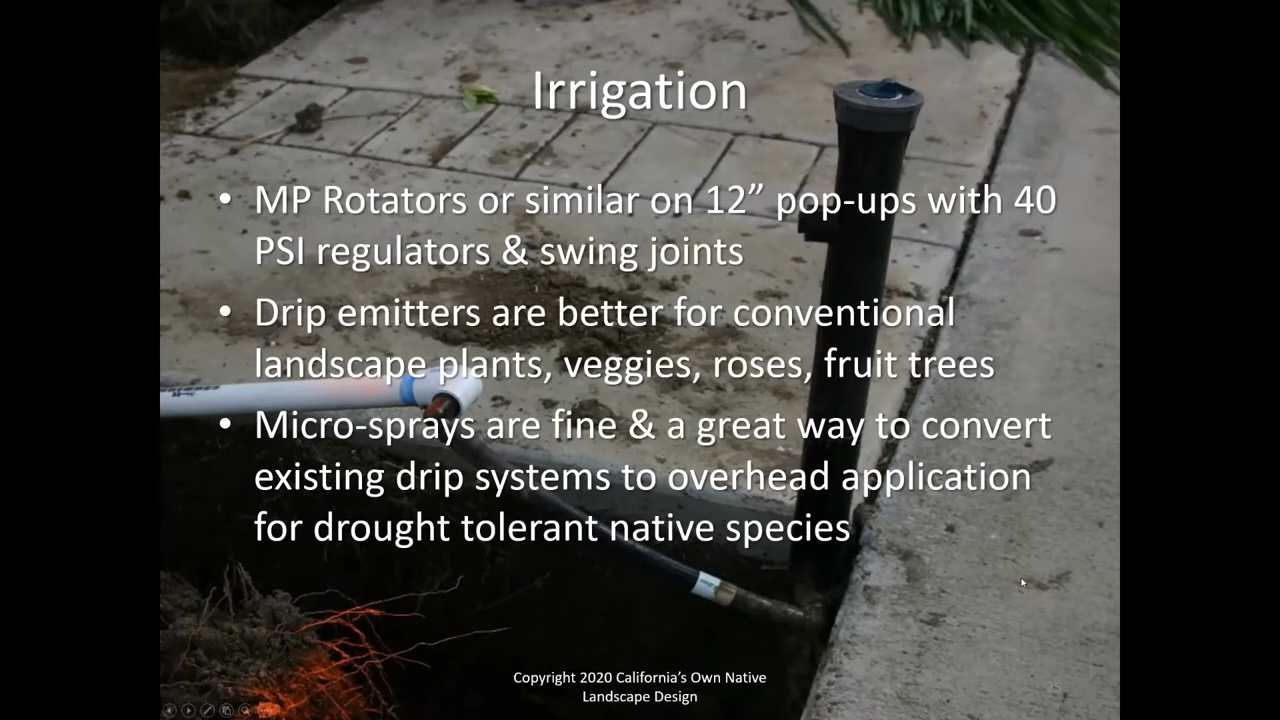 Irrigation
• MP Rotators or similar on 12” pop-ups with 40
PSI regulators & swing joints
• Drip emitters are better for conventional
landscape plants, veggies, roses, fruit trees
• Micro-sprays are fine & a great way to convert
existing drip systems to overhead application
for drought tolerant native species
Copyright 2020 California’s Own Native
Landscape Design